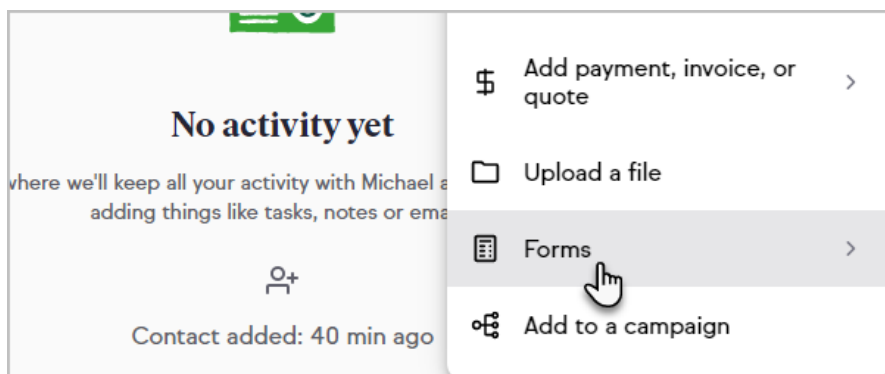 No activity yet
where we'll keep all your activity with Michael a
adding things like tasks, notes or ema
Contact added: 40 min ago
Add payment, invoice, or
quote
Upload a file
Forms
Add to a campaign